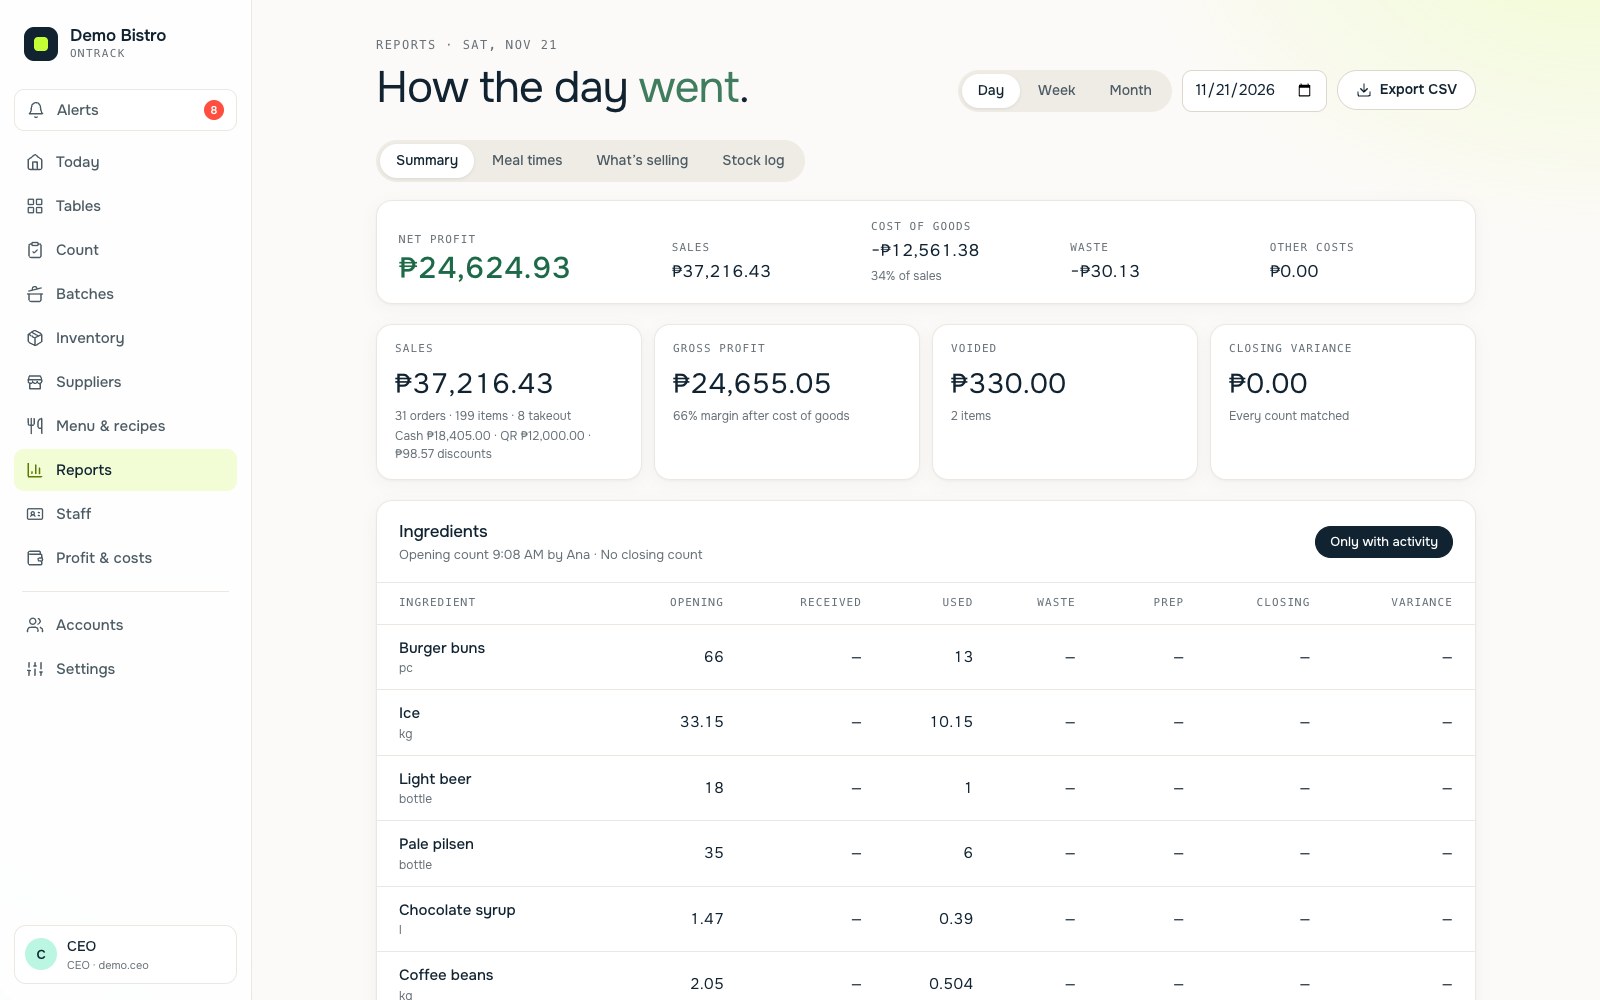 Demo Bistro
ONTRACK
Alerts
8
Today
Tables
Count
Batches
Inventory
Suppliers
Menu & recipes
Reports
Staff
Profit & costs
Accounts
Settings
C
CEO
CEO · demo.ceo
REPORTS · SAT, NOV 21
How the day went.
Day
Week
Month
11/21/2026
Export CSV
Summary
Meal times
What's selling
Stock log
NET PROFIT
₱24,624.93
SALES
₱37,216.43
COST OF GOODS
−₱12,561.38
34% of sales
WASTE
−₱30.13
OTHER COSTS
₱0.00
SALES
₱37,216.43
31 orders · 199 items · 8 takeout
Cash ₱18,405.00 · QR ₱12,000.00 ·
₱98.57 discounts
GROSS PROFIT
₱24,655.05
66% margin after cost of goods
VOIDED
₱330.00
2 items
CLOSING VARIANCE
₱0.00
Every count matched
Ingredients
Opening count 9:08 AM by Ana · No closing count
Only with activity
INGREDIENT OPENING RECEIVED USED WASTE PREP CLOSING VARIANCE
Burger buns 66 — 13 — — — —
pc
Ice 33.15 — 10.15 — — — —
kg
Light beer 18 — 1 — — — —
bottle
Pale pilsen 35 — 6 — — — —
bottle
Chocolate syrup 1.47 — 0.39 — — — —
l
Coffee beans 2.05 — 0.504 — — — —
kg